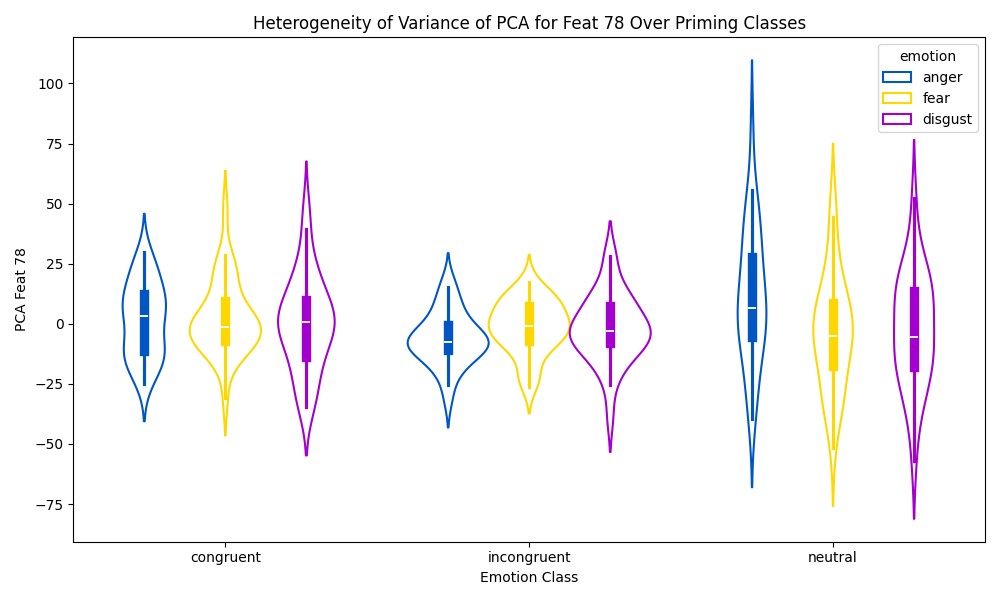 Heterogeneity of Variance of PCA for Feat 78 Over Priming Classes
emotion
anger
fear
disgust
100
75
50
25
0
−25
−50
−75
PCA Feat 78
congruent
incongruent
neutral
Emotion Class